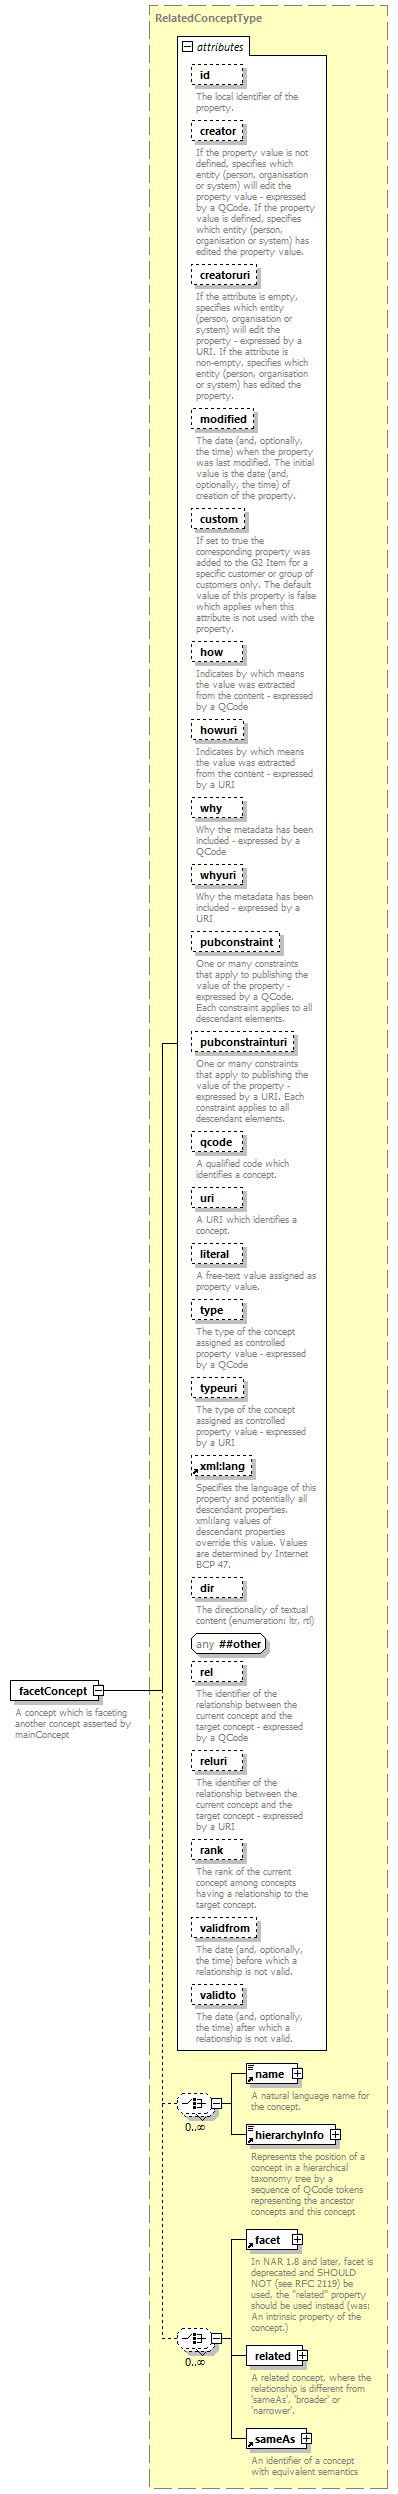 RelatedConceptType
attributes
id
The local identifier of the
property.
creator
If the property value is not
defined, specifies which
entity (person, organisation
or system) will edit the
property value - expressed
by a QCode. If the property
value is defined, specifies
which entity (person,
organisation or system) has
edited the property value.
creatoruri
If the attribute is empty,
specifies which entity
(person, organisation or
system) will edit the
property - expressed by a
URI. If the attribute is
non-empty, specifies which
entity (person, organisation
or system) has edited the
property.
modified
The date (and, optionally,
the time) when the property
was last modified. The initial
value is the date (and,
optionally, the time) of
creation of the property.
custom
If set to true the
corresponding property was
added to the G2 Item for a
specific customer or group of
customers only. The default
value of this property is false
which applies when this
attribute is not used with the
property.
how
Indicates by which means
the value was extracted
from the content - expressed
by a QCode
howuri
Indicates by which means
the value was extracted
from the content - expressed
by a URI
why
Why the metadata has been
included - expressed by a
QCode
whyuri
Why the metadata has been
included - expressed by a
URI
pubconstraint
One or many constraints
that apply to publishing the
value of the property -
expressed by a QCode.
Each constraint applies to all
descendant elements.
pubconstrainturi
One or many constraints
that apply to publishing the
value of the property -
expressed by a URI. Each
constraint applies to all
descendant elements.
qcode
A qualified code which
identifies a concept.
uri
A URI which identifies a
concept.
literal
A free-text value assigned as
property value.
type
The type of the concept
assigned as controlled
property value - expressed
by a QCode
typeuri
The type of the concept
assigned as controlled
property value - expressed
by a URI
xml:lang
Specifies the language of this
property and potentially all
descendant properties.
xml:lang values of
descendant properties
override this value. Values
are determined by Internet
BCP 47.
dir
The directionality of textual
content (enumeration: ltr, rtl)
any ##other
rel
The identifier of the
relationship between the
current concept and the
target concept - expressed
by a QCode
reluri
The identifier of the
relationship between the
current concept and the
target concept - expressed
by a URI
rank
The rank of the current
concept among concepts
having a relationship to the
target concept.
validfrom
The date (and, optionally,
the time) before which a
relationship is not valid.
validto
The date (and, optionally,
the time) after which a
relationship is not valid.
facetConcept
A concept which is faceting
another concept asserted by
mainConcept
0..∞
name
A natural language name for
the concept.
hierarchyInfo
Represents the position of a
concept in a hierarchical
taxonomy tree by a
sequence of QCode tokens
representing the ancestor
concepts and this concept
0..∞
facet
In NAR 1.8 and later, facet is
deprecated and SHOULD
NOT (see RFC 2119) be
used, the "related" property
should be used instead (was:
An intrinsic property of the
concept.)
related
A related concept, where the
relationship is different from
'sameAs', 'broader' or
'narrower'.
sameAs
An identifier of a concept
with equivalent semantics